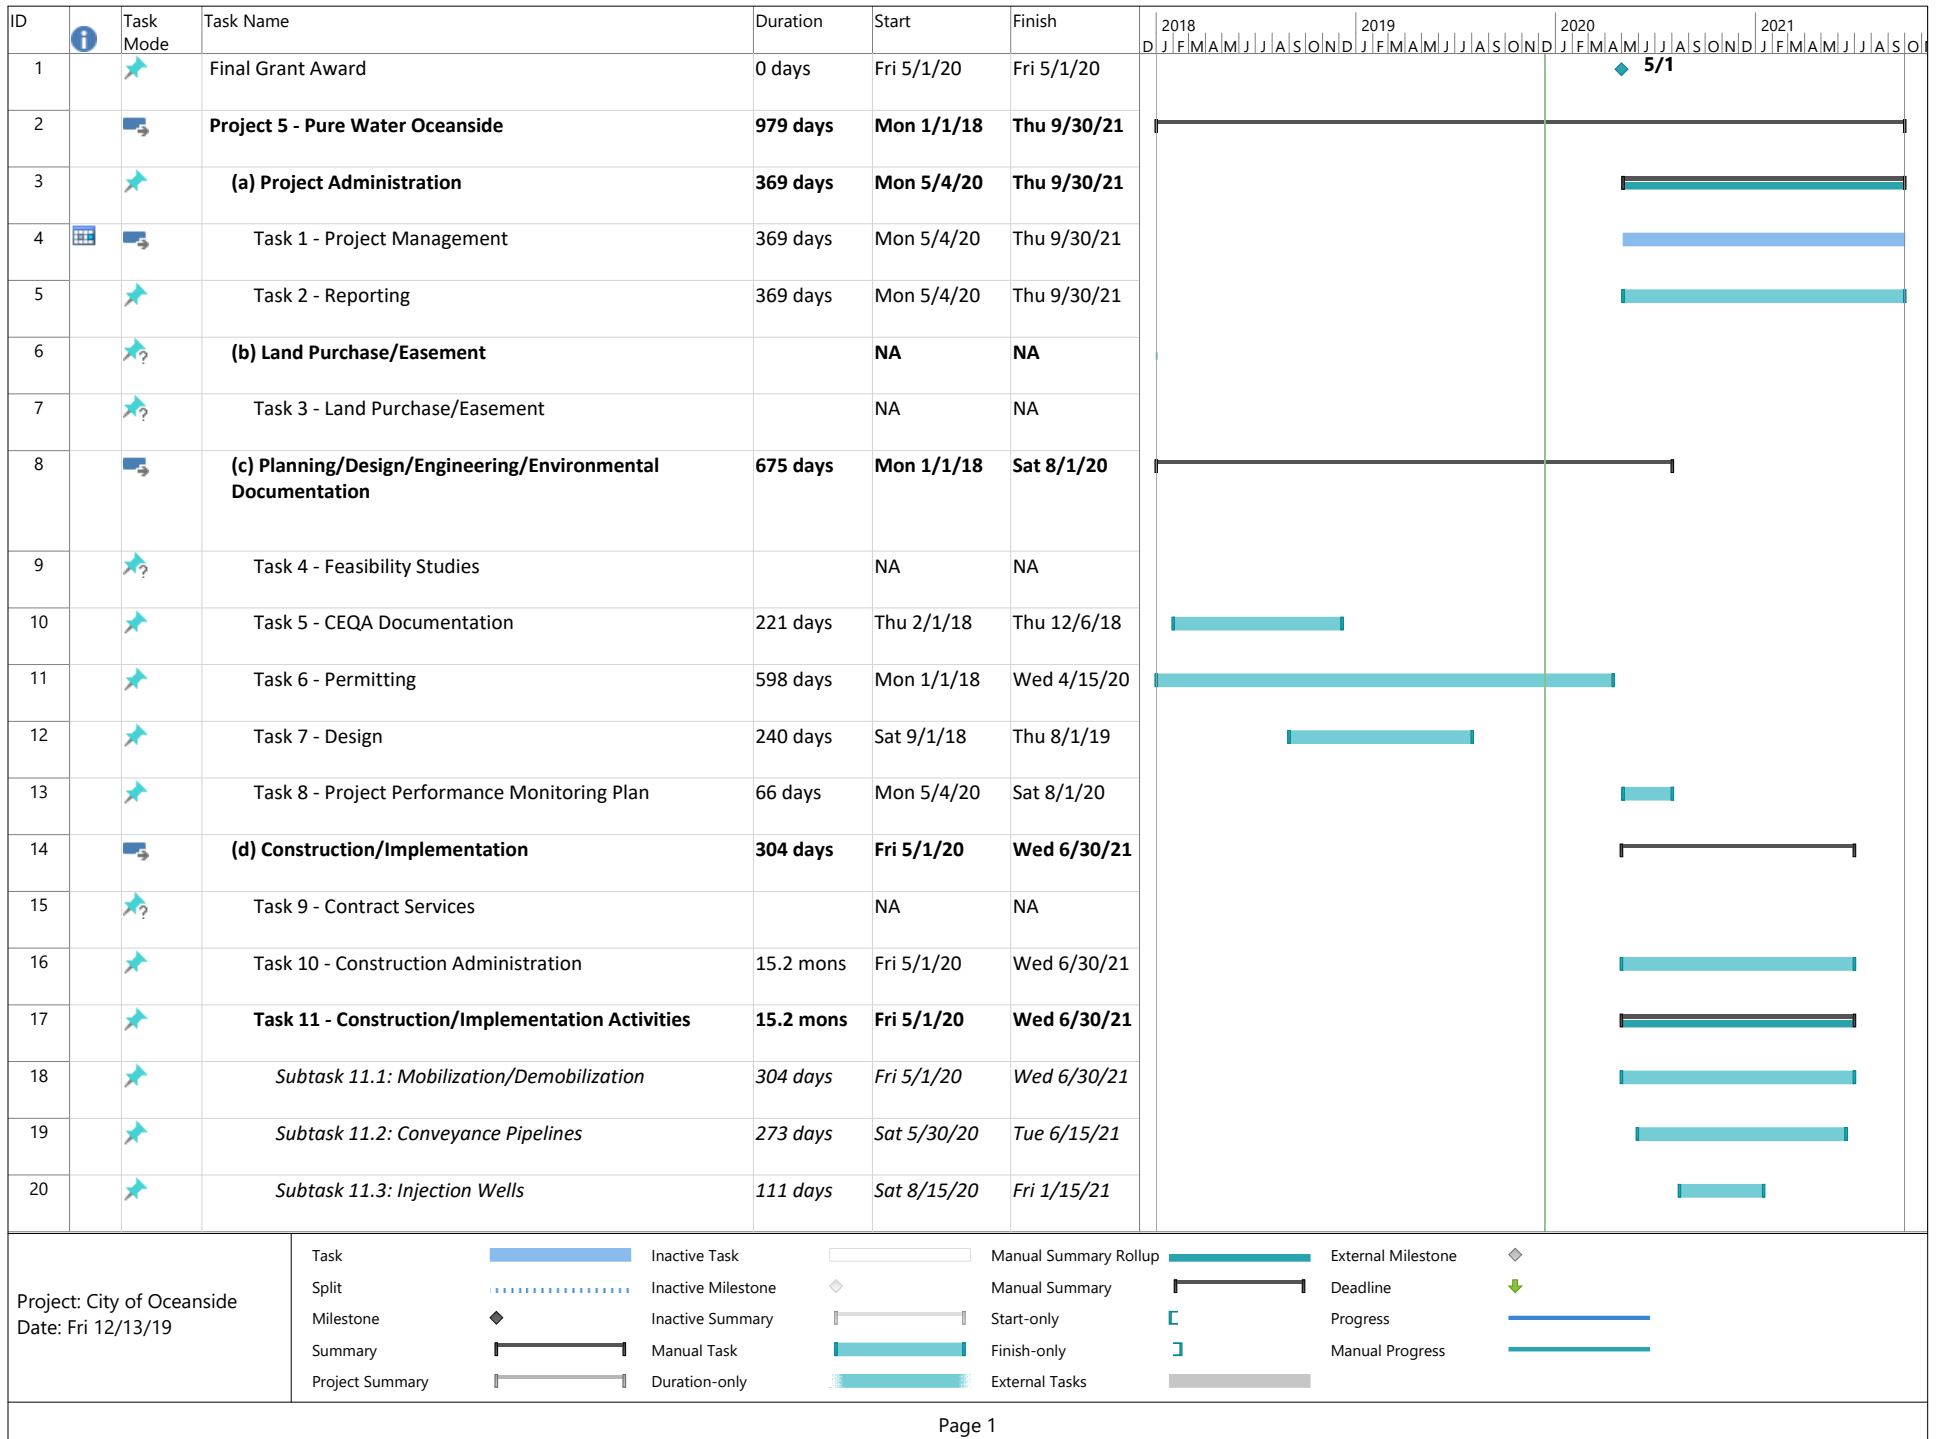 ID Task Mode Task Name Duration Start Finish
2018 2019 2020 2021
D J F M A M J J A S O N D J F M A M J J A S O N D J F M A M J J A S O N D J F M A M J J A S O
1 Final Grant Award 0 days Fri 5/1/20 Fri 5/1/20 5/1
2 Project 5 - Pure Water Oceanside 979 days Mon 1/1/18 Thu 9/30/21
3 (a) Project Administration 369 days Mon 5/4/20 Thu 9/30/21
4 Task 1 - Project Management 369 days Mon 5/4/20 Thu 9/30/21
5 Task 2 - Reporting 369 days Mon 5/4/20 Thu 9/30/21
6 (b) Land Purchase/Easement NA NA
7 Task 3 - Land Purchase/Easement NA NA
8 (c) Planning/Design/Engineering/Environmental 675 days Mon 1/1/18 Sat 8/1/20
Documentation
9 Task 4 - Feasibility Studies NA NA
10 Task 5 - CEQA Documentation 221 days Thu 2/1/18 Thu 12/6/18
11 Task 6 - Permitting 598 days Mon 1/1/18 Wed 4/15/20
12 Task 7 - Design 240 days Sat 9/1/18 Thu 8/1/19
13 Task 8 - Project Performance Monitoring Plan 66 days Mon 5/4/20 Sat 8/1/20
14 (d) Construction/Implementation 304 days Fri 5/1/20 Wed 6/30/21
15 Task 9 - Contract Services NA NA
16 Task 10 - Construction Administration 15.2 mons Fri 5/1/20 Wed 6/30/21
17 Task 11 - Construction/Implementation Activities 15.2 mons Fri 5/1/20 Wed 6/30/21
18 Subtask 11.1: Mobilization/Demobilization 304 days Fri 5/1/20 Wed 6/30/21
19 Subtask 11.2: Conveyance Pipelines 273 days Sat 5/30/20 Tue 6/15/21
20 Subtask 11.3: Injection Wells 111 days Sat 8/15/20 Fri 1/15/21
Project: City of Oceanside
Date: Fri 12/13/19
Task Inactive Task Manual Summary Rollup External Milestone
Split Inactive Milestone Manual Summary Deadline
Milestone Inactive Summary Start-only Progress
Summary Manual Task Finish-only Manual Progress
Project Summary Duration-only External Tasks
Page 1